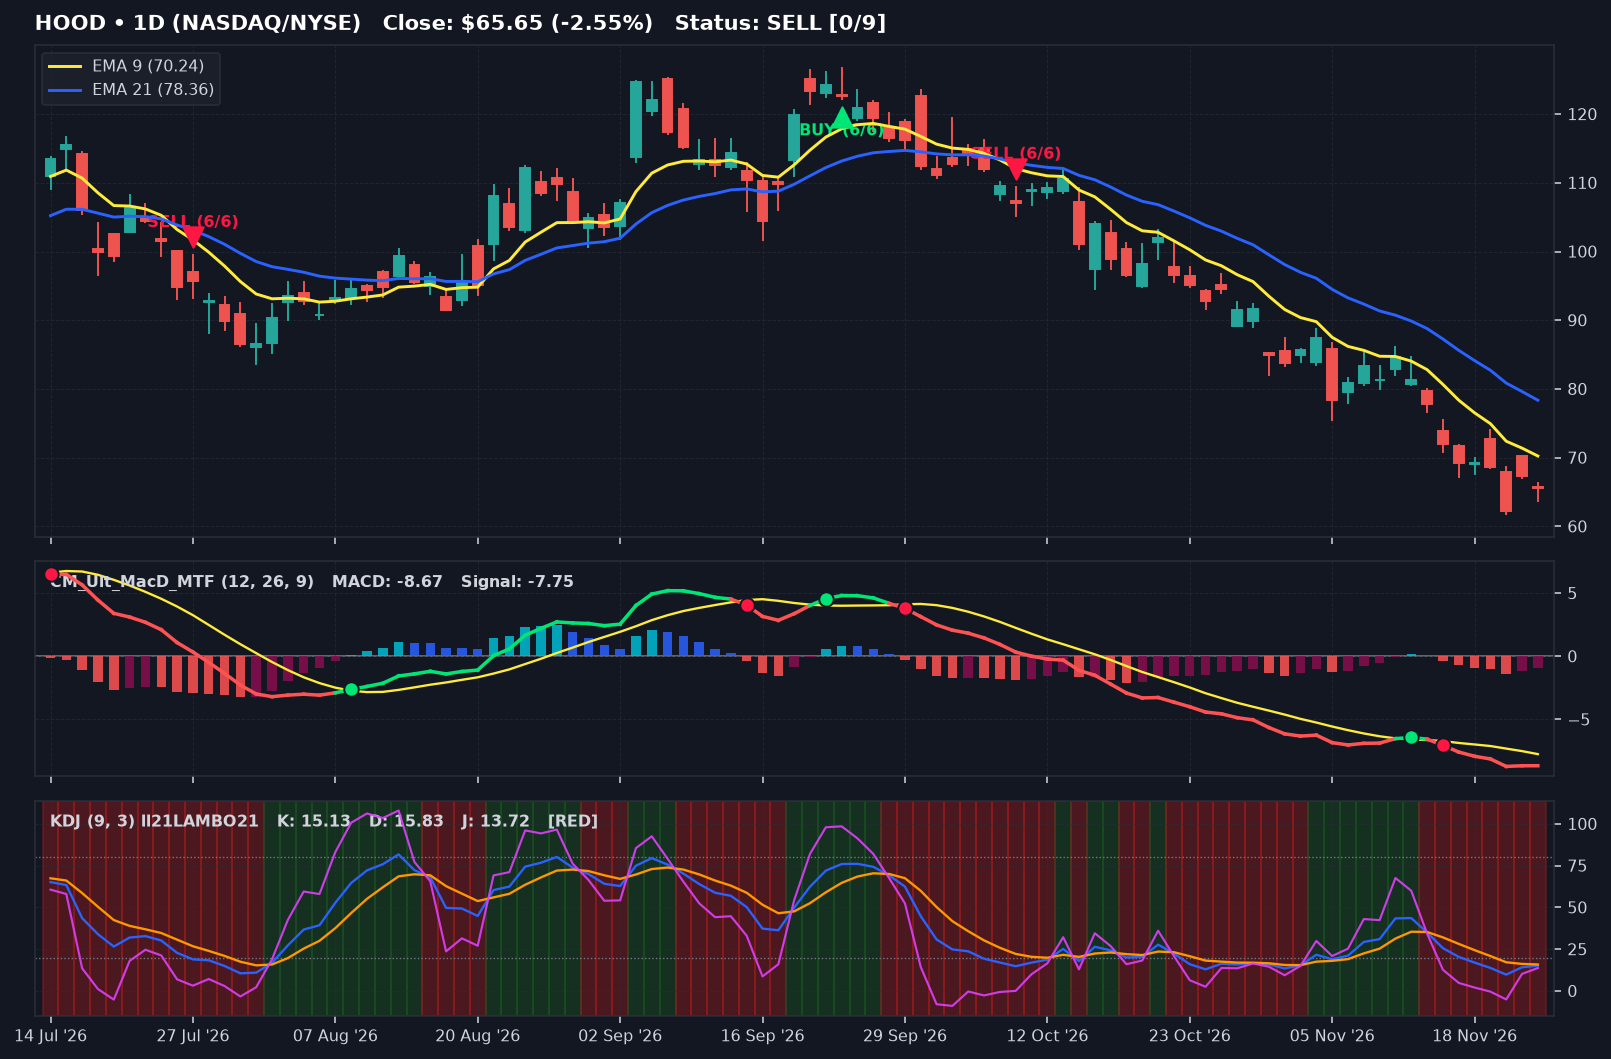 HOOD • 1D (NASDAQ/NYSE)   Close: $65.65 (-2.55%)   Status: SELL [0/9]
EMA 9 (70.24)
EMA 21 (78.36)
SELL (6/6)
BUY (6/6)
SELL (6/6)
120
110
100
90
80
70
60
CM_Ult_MacD_MTF (12, 26, 9)   MACD: -8.67   Signal: -7.75
5
0
−5
KDJ (9, 3) II21LAMBO21   K: 15.13   D: 15.83   J: 13.72   [RED]
100
75
50
25
0
14 Jul '26
27 Jul '26
07 Aug '26
20 Aug '26
02 Sep '26
16 Sep '26
29 Sep '26
12 Oct '26
23 Oct '26
05 Nov '26
18 Nov '26